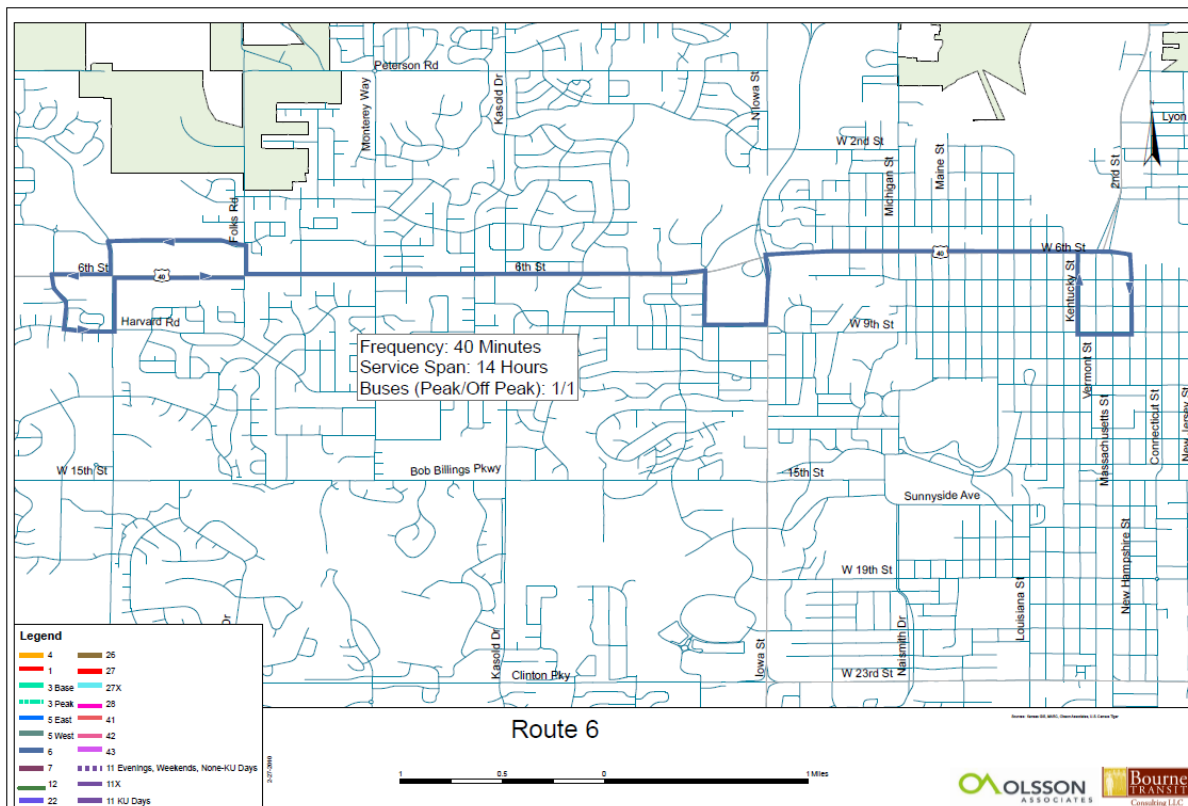 Peterson Rd
Monterey Way
Kasold Dr
N Iowa St
W 2nd St
Michigan St
Maine St
2nd St
Lyon
Folks Rd
6th St
40
6th St
40
W 6th St
Kentucky St
Harvard Rd
W 9th St
Frequency: 40 Minutes
Service Span: 14 Hours
Buses (Peak/Off Peak): 1/1
Vermont St
Massachusetts St
Connecticut St
New Jersey St
W 15th St
Bob Billings Pkwy
15th St
Sunnyside Ave
New Hampshire St
W 19th St
Louisiana St
Dr
Kasold Dr
Iowa St
Naismith Dr
Clinton Pky
W 23rd St
Legend
4
1
3 Base
3 Peak
5 East
5 West
6
7
12
22
26
27
27X
28
41
42
43
11 Evenings, Weekends, None-KU Days
11X
11 KU Days
Route 6
1
0.5
0
1 Miles
OLSSON
ASSOCIATES
Bourne
TRANSIT
Consulting LLC